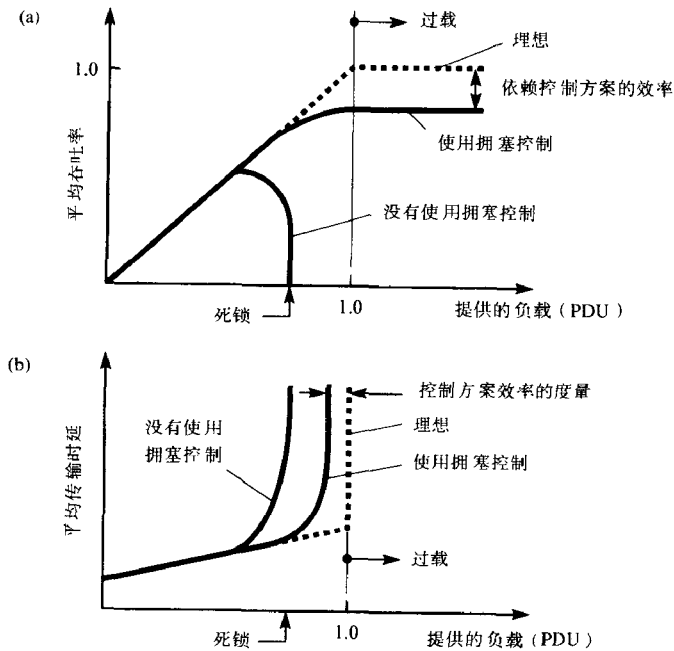 (a)
过载
理想
1.0
依赖控制方案的效率
使用拥塞控制
平均吞吐率
没有使用拥塞控制
死锁
1.0
提供的负载(PDU)
(b)
控制方案效率的度量
没有使用
拥塞控制
理想
使用拥塞控制
平均传输时延
过载
死锁
1.0
提供的负载(PDU)